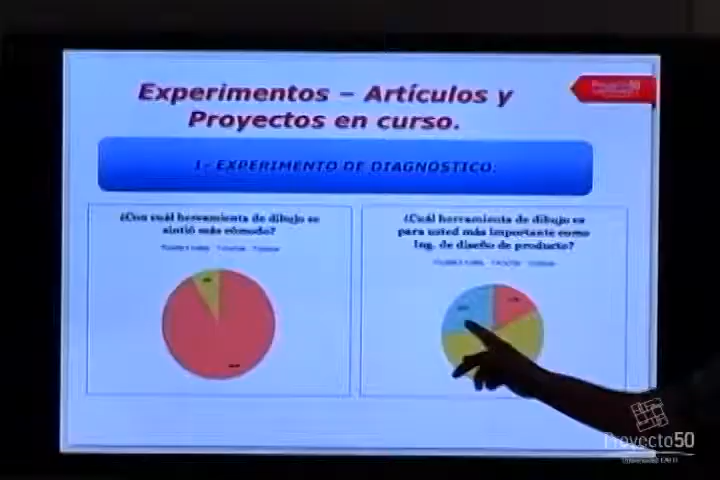 Experimentos – Artículos y
Proyectos en curso.
Proyecto50
1- EXPERIMENTO DE DIAGNOSTICO.
¿Con cuál herramienta de dibujo se
sintió más cómodo?
¿Cuál herramienta de dibujo es
para usted más importante como
Ing. de diseño de producto?
Proyecto50